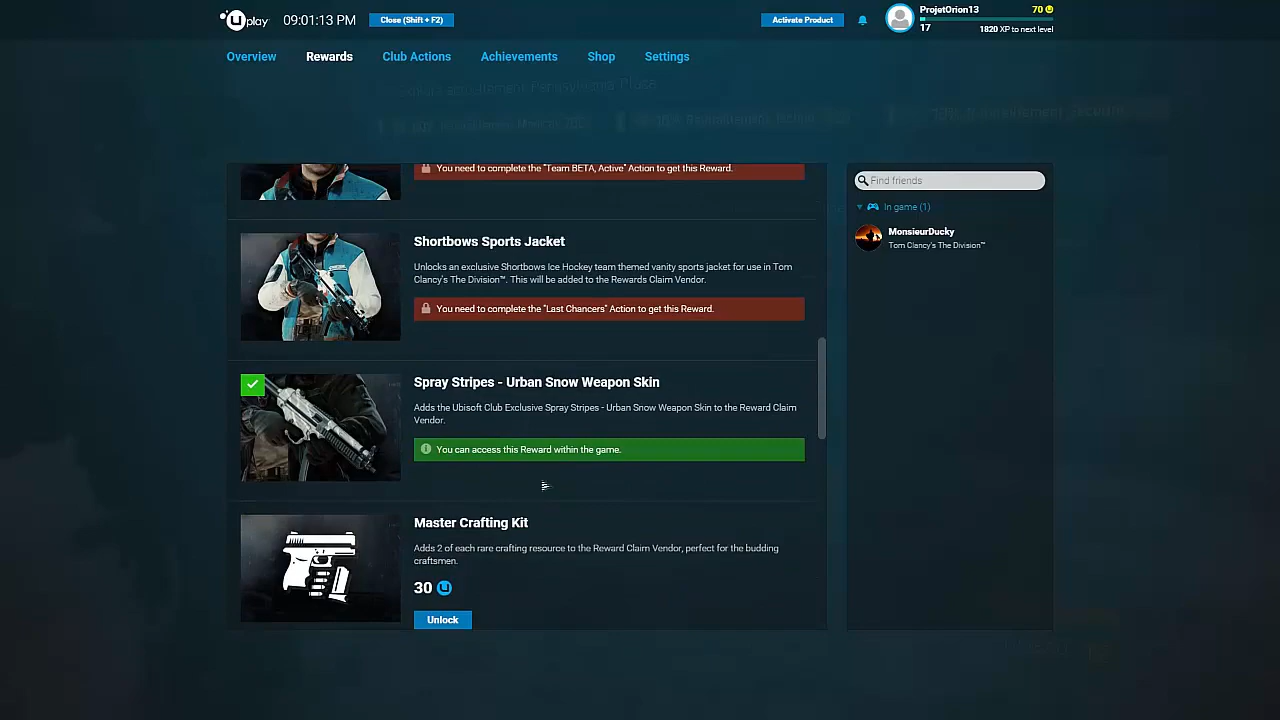 uplay 09:01:13 PM Close (Shift + F2) Activate Product ProjetOrion13 70
17 1820 XP to next level
Overview Rewards Club Actions Achievements Shop Settings
You need to complete the "Team BETA, Active" Action to get this Reward.
Find friends
In game (1)
MonsieurDucky
Tom Clancy's The Division™
Shortbows Sports Jacket
Unlocks an exclusive Shortbows Ice Hockey team themed vanity sports jacket for use in Tom
Clancy's The Division™. This will be added to the Rewards Claim Vendor.
You need to complete the "Last Chancers" Action to get this Reward.
Spray Stripes - Urban Snow Weapon Skin
Adds the Ubisoft Club Exclusive Spray Stripes - Urban Snow Weapon Skin to the Reward Claim
Vendor.
You can access this Reward within the game.
Master Crafting Kit
Adds 2 of each rare crafting resource to the Reward Claim Vendor, perfect for the budding
craftsmen.
30
Unlock